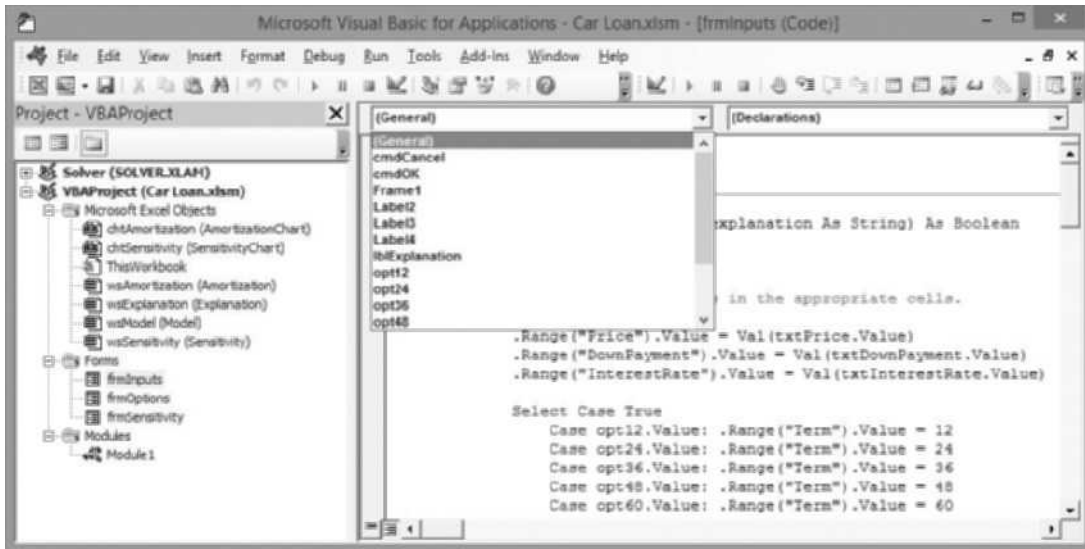 Microsoft Visual Basic for Applications - Car Loan.xlsm - [frmInputs (Code)]
File Edit View Insert Format Debug Run Tools Add-Ins Window Help
Project - VBAProject
Solver (SOLVER.XLAM)
VBAProject (Car Loan.xlsm)
Microsoft Excel Objects
chtAmortization (AmortizationChart)
chtSensitivity (SensitivityChart)
ThisWorkbook
wsAmortization (Amortization)
wsExplanation (Explanation)
wsModel (Model)
wsSensitivity (Sensitivity)
Forms
frmInputs
frmOptions
frmSensitivity
Modules
Module1
(General)
(Declarations)
(General)
cmdCancel
cmdOK
Frame1
Label2
Label3
Label4
lblExplanation
opt12
opt24
opt36
opt48
explanation As String) As Boolean
in the appropriate cells.
.Range("Price").Value = Val(txtPrice.Value)
.Range("DownPayment").Value = Val(txtDownPayment.Value)
.Range("InterestRate").Value = Val(txtInterestRate.Value)
Select Case True
Case opt12.Value: .Range("Term").Value = 12
Case opt24.Value: .Range("Term").Value = 24
Case opt36.Value: .Range("Term").Value = 36
Case opt48.Value: .Range("Term").Value = 48
Case opt60.Value: .Range("Term").Value = 60